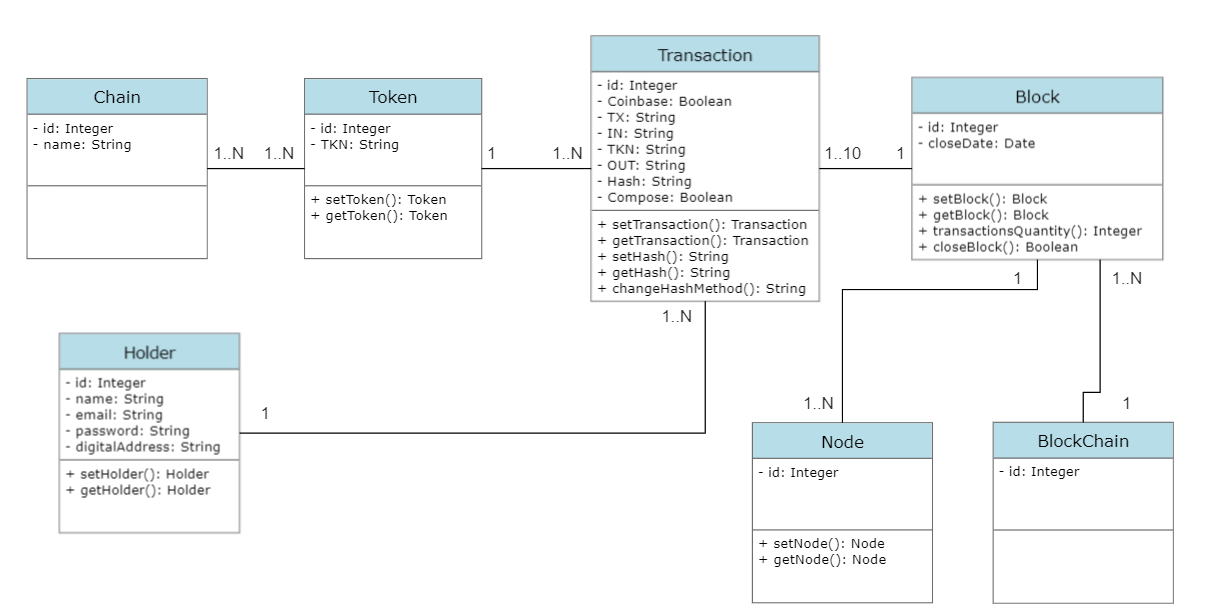 Chain
- id: Integer
- name: String
1..N
1..N
Token
- id: Integer
- TKN: String
+ setToken(): Token
+ getToken(): Token
1
1..N
Transaction
- id: Integer
- Coinbase: Boolean
- TX: String
- IN: String
- TKN: String
- OUT: String
- Hash: String
- Compose: Boolean
+ setTransaction(): Transaction
+ getTransaction(): Transaction
+ setHash(): String
+ getHash(): String
+ changeHashMethod(): String
1..10
1
Block
- id: Integer
- closeDate: Date
+ setBlock(): Block
+ getBlock(): Block
+ transactionsQuantity(): Integer
+ closeBlock(): Boolean
1
1..N
1..N
Holder
- id: Integer
- name: String
- email: String
- password: String
- digitalAddress: String
+ setHolder(): Holder
+ getHolder(): Holder
1
1..N
Node
- id: Integer
+ setNode(): Node
+ getNode(): Node
1
BlockChain
- id: Integer